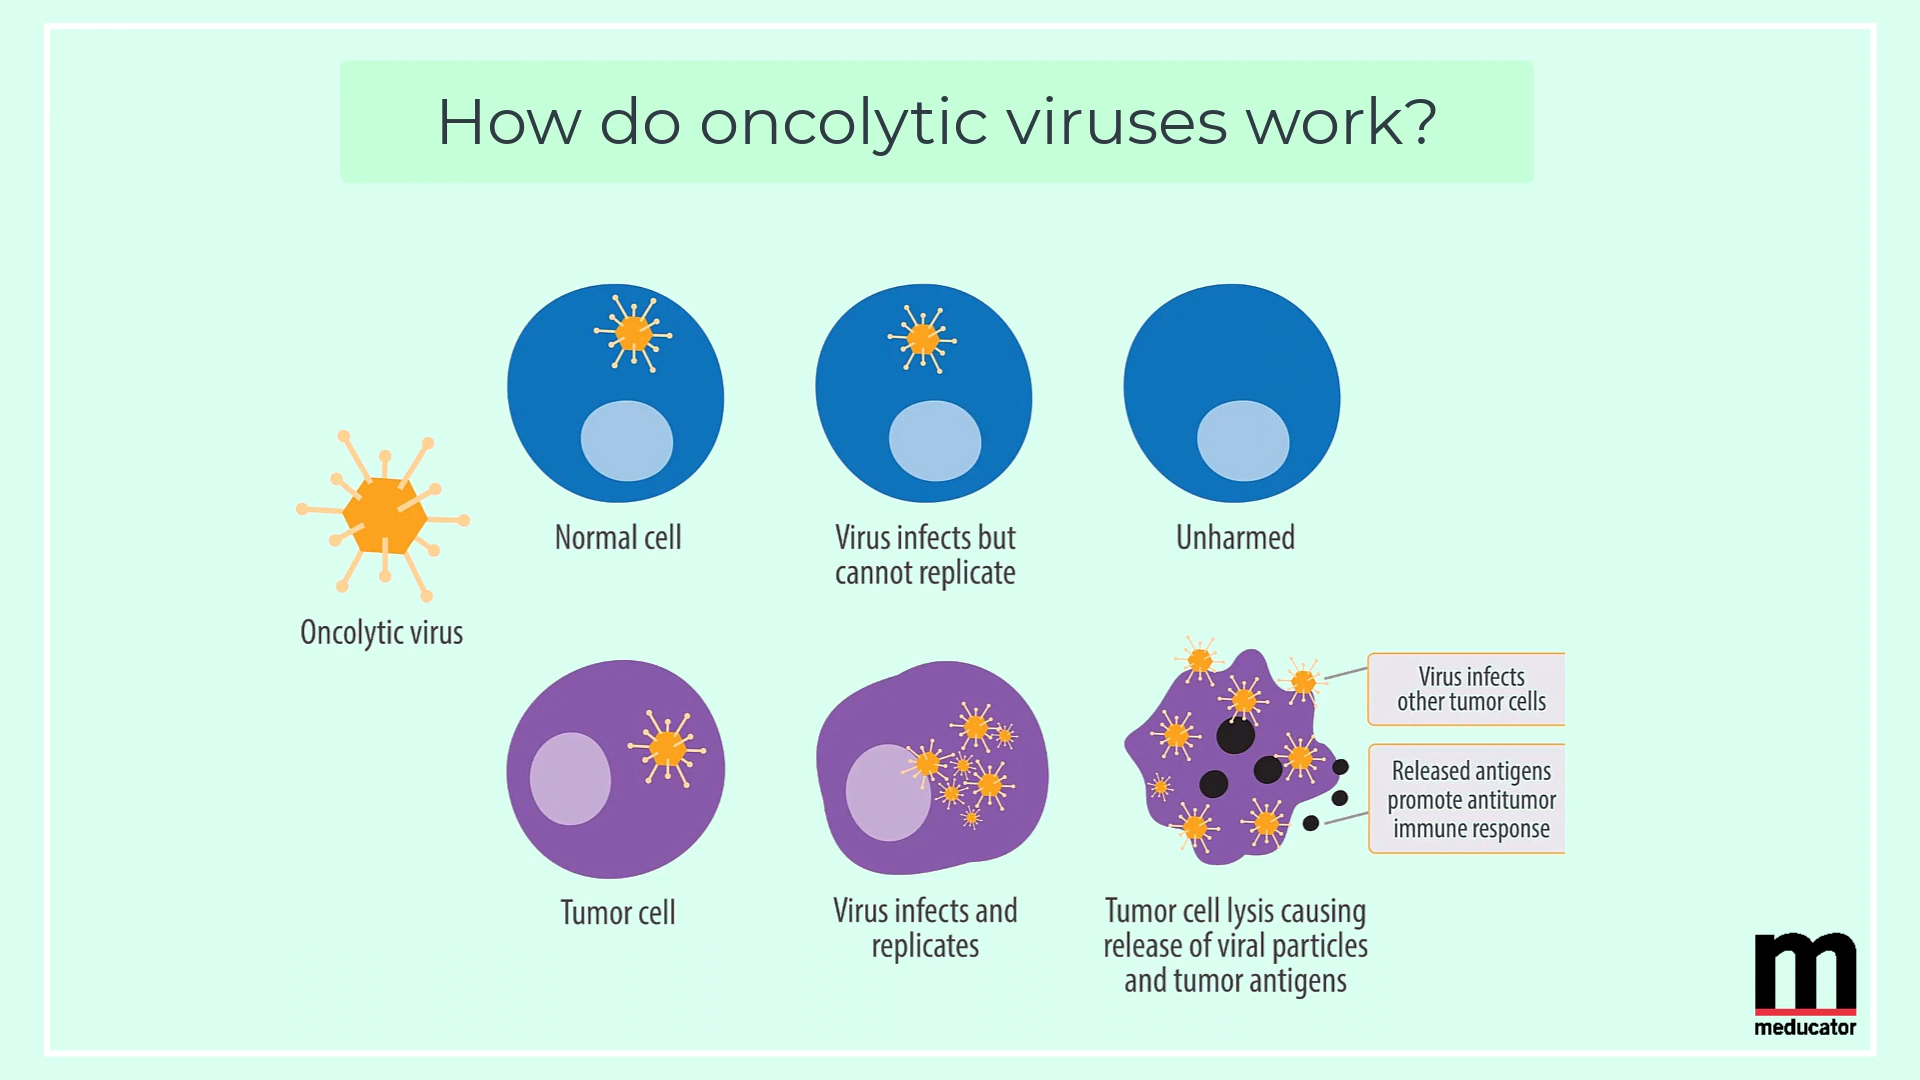 How do oncolytic viruses work?
Oncolytic virus
Normal cell
Virus infects but
cannot replicate
Unharmed
Tumor cell
Virus infects and
replicates
Tumor cell lysis causing
release of viral particles
and tumor antigens
Virus infects
other tumor cells
Released antigens
promote antitumor
immune response
m
meducator